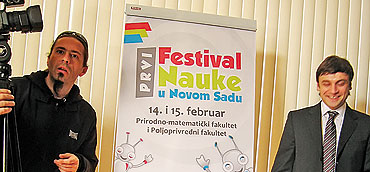 PRVI
Festival
Nauke
u Novom Sadu
14. i 15. februar
Prirodno-matematički fakultet
i Poljoprivredni fakultet